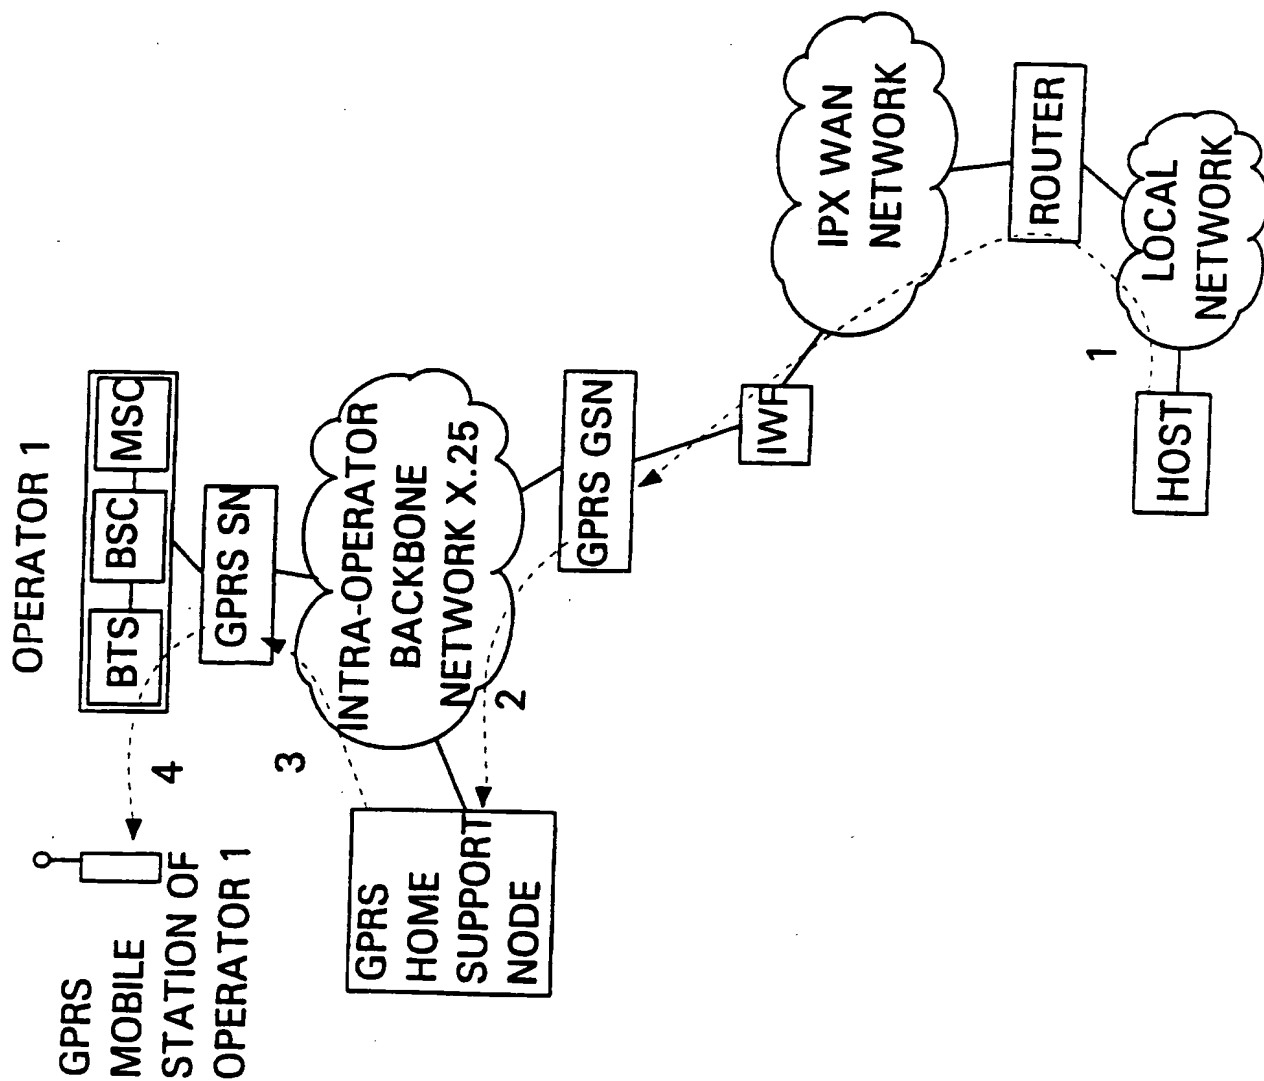 OPERATOR 1
BTS
BSC
MSC
GPRS SN
4
3
GPRS
MOBILE
STATION OF
OPERATOR 1
GPRS
HOME
SUPPORT
NODE
INTRA-OPERATOR
BACKBONE
NETWORK X.25
2
GPRS GSN
IWF
IPX WAN
NETWORK
ROUTER
LOCAL
NETWORK
1
HOST